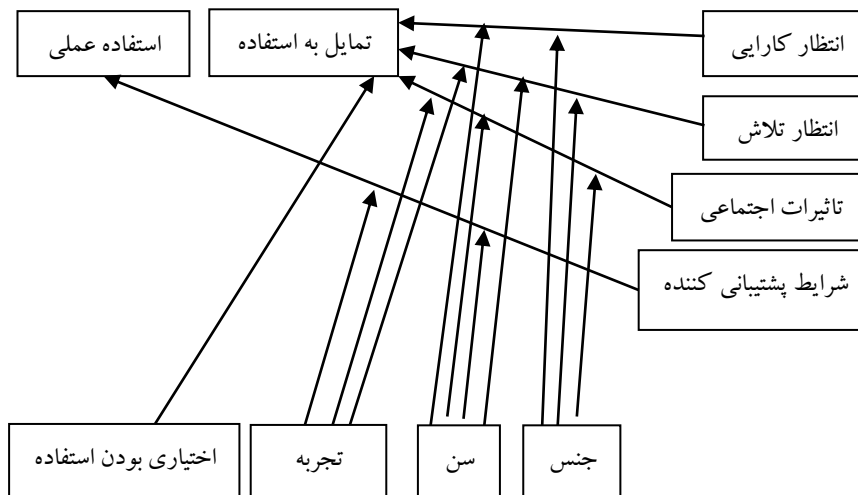 انتظار کارایی
تمایل به استفاده
استفاده عملی
انتظار تلاش
تاثیرات اجتماعی
شرایط پشتیبانی کننده
جنس
سن
تجربه
اختیاری بودن استفاده